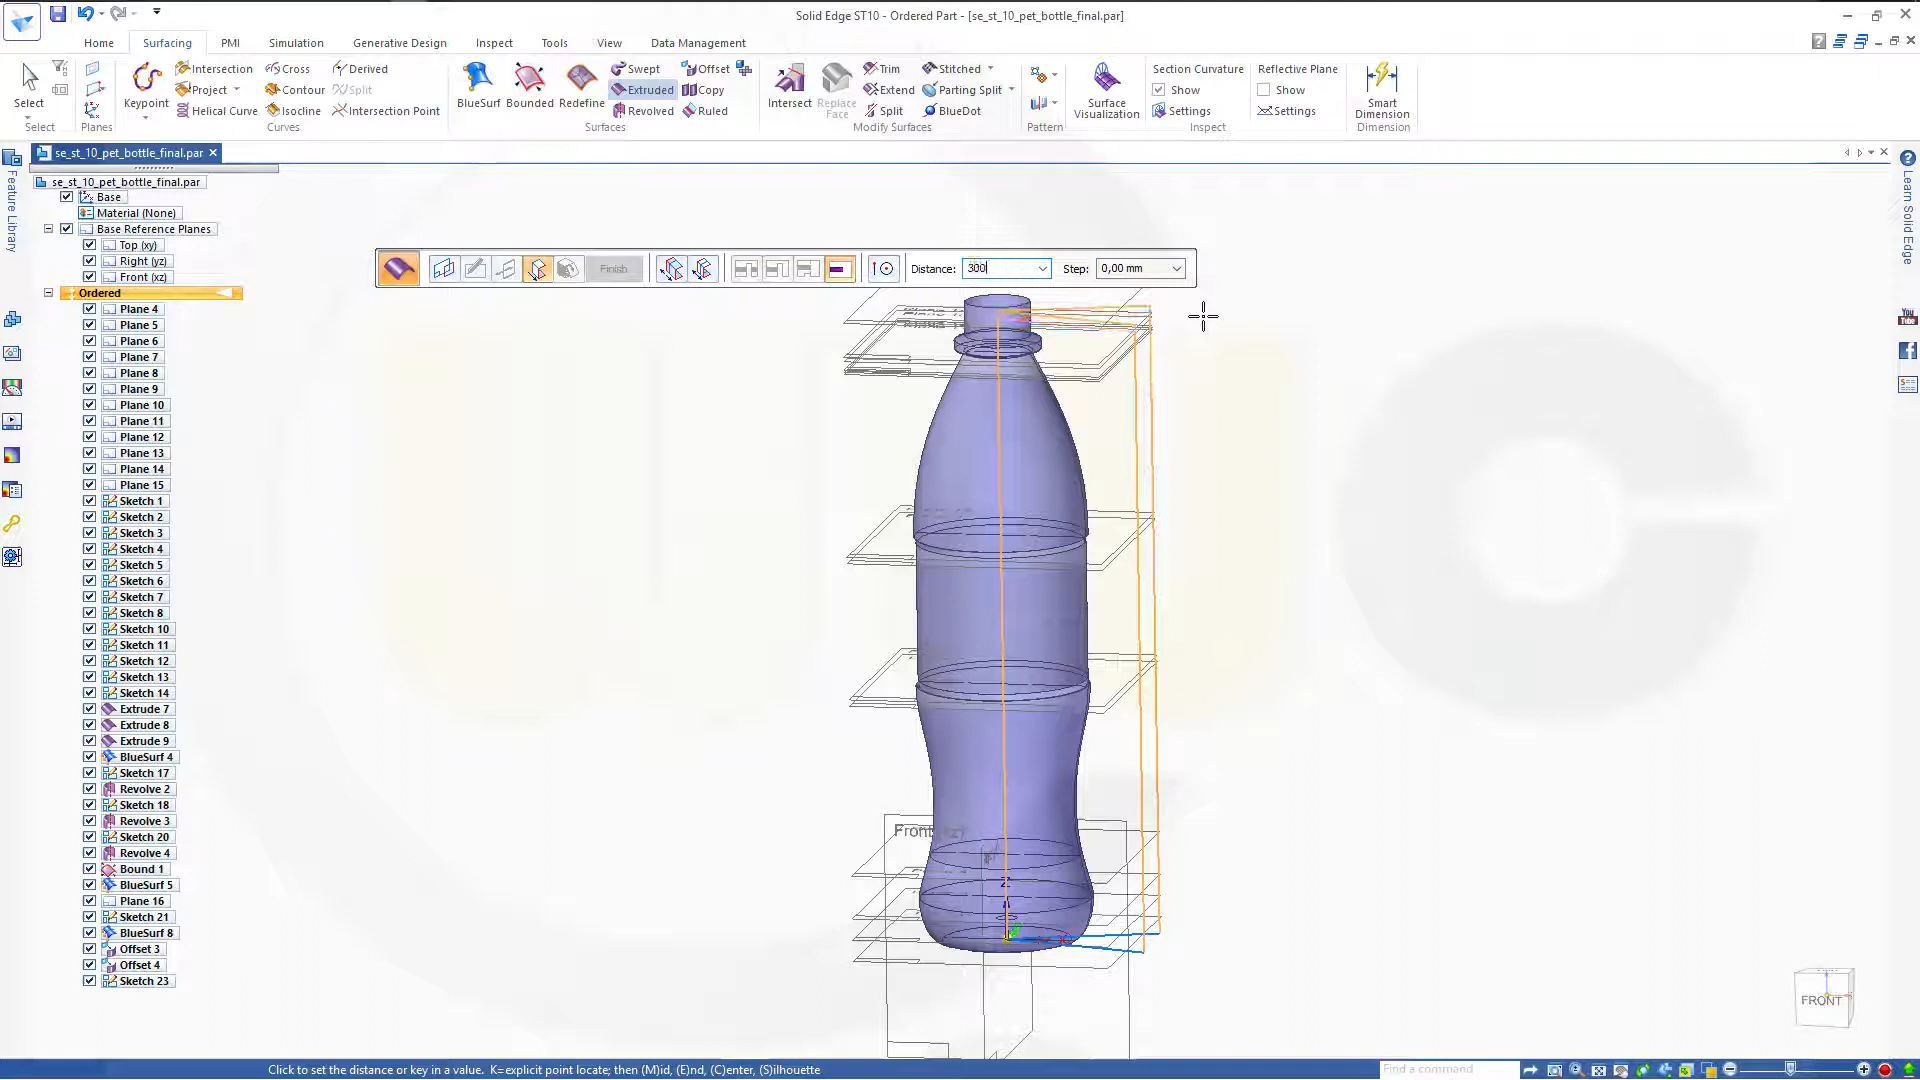 Solid Edge ST10 - Ordered Part - [se_st_10_pet_bottle_final.par]
Home Surfacing PMI Simulation Generative Design Inspect Tools View Data Management
Select
Select
Planes
Keypoint
Intersection
Project
Helical Curve
Cross
Contour
Isocline
Derived
Split
Intersection Point
Curves
BlueSurf
Bounded
Redefine
Swept
Extruded
Revolved
Offset
Copy
Ruled
Surfaces
Intersect
Replace Face
Trim
Extend
Split
Stitched
Parting Split
BlueDot
Modify Surfaces
Pattern
Surface Visualization
Section Curvature
Show
Settings
Reflective Plane
Show
Settings
Inspect
Smart Dimension
Dimension
se_st_10_pet_bottle_final.par
Feature Library
Learn Solid Edge
You Tube
se_st_10_pet_bottle_final.par
Base
Material (None)
Base Reference Planes
Top (xy)
Right (yz)
Front (xz)
Ordered
Plane 4
Plane 5
Plane 6
Plane 7
Plane 8
Plane 9
Plane 10
Plane 11
Plane 12
Plane 13
Plane 14
Plane 15
Sketch 1
Sketch 2
Sketch 3
Sketch 4
Sketch 5
Sketch 6
Sketch 7
Sketch 8
Sketch 10
Sketch 11
Sketch 12
Sketch 13
Sketch 14
Extrude 7
Extrude 8
Extrude 9
BlueSurf 4
Sketch 17
Revolve 2
Sketch 18
Revolve 3
Sketch 20
Revolve 4
Bound 1
BlueSurf 5
Plane 16
Sketch 21
BlueSurf 8
Offset 3
Offset 4
Sketch 23
Finish
Distance: 300
Step: 0,00 mm
Front (xz)
Z
FRONT
Click to set the distance or key in a value. K=explicit point locate; then (M)id, (E)nd, (C)enter, (S)ilhouette
Find a command